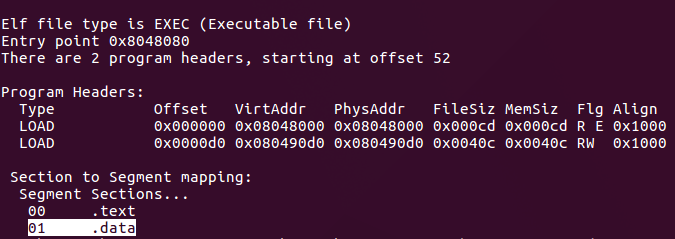 Elf file type is EXEC (Executable file)
Entry point 0x8048080
There are 2 program headers, starting at offset 52
Program Headers:
Type Offset VirtAddr PhysAddr FileSiz MemSiz Flg Align
LOAD 0x000000 0x08048000 0x08048000 0x000cd 0x000cd R E 0x1000
LOAD 0x0000d0 0x080490d0 0x080490d0 0x0040c 0x0040c RW 0x1000
Section to Segment mapping:
Segment Sections...
00 .text
01 .data